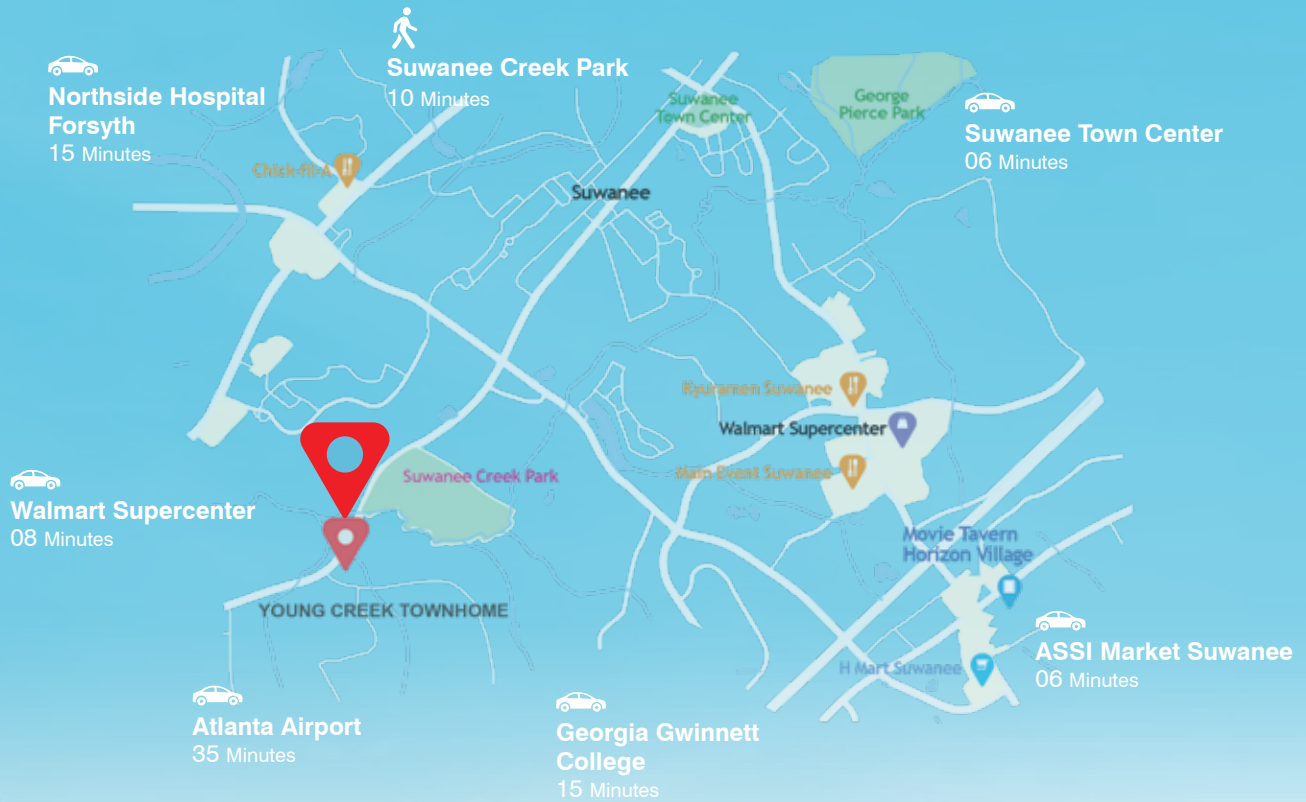 Suwanee Creek Park
10 Minutes
Northside Hospital
Forsyth
15 Minutes
Suwanee Town Center
06 Minutes
Suwanee
Town Center
George
Pierce Park
Chick-fil-A
Suwanee
Kyuramen Suwanee
Walmart Supercenter
Main Event Suwanee
Suwanee Creek Park
Walmart Supercenter
08 Minutes
Movie Tavern
Horizon Village
YOUNG CREEK TOWNHOME
ASSI Market Suwanee
06 Minutes
H Mart Suwanee
Atlanta Airport
35 Minutes
Georgia Gwinnett
College
15 Minutes